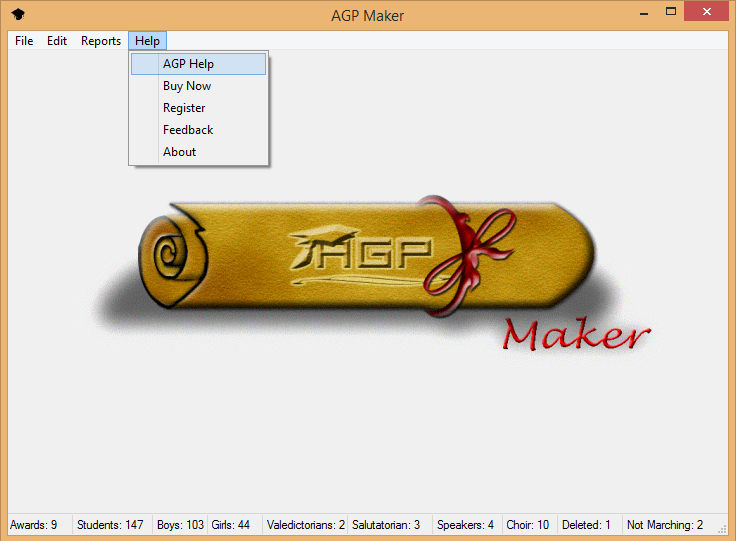 AGP Maker
File Edit Reports Help
AGP Help
Buy Now
Register
Feedback
About
AGP
Maker
Awards: 9 Students: 147 Boys: 103 Girls: 44 Valedictorians: 2 Salutatorian: 3 Speakers: 4 Choir: 10 Deleted: 1 Not Marching: 2